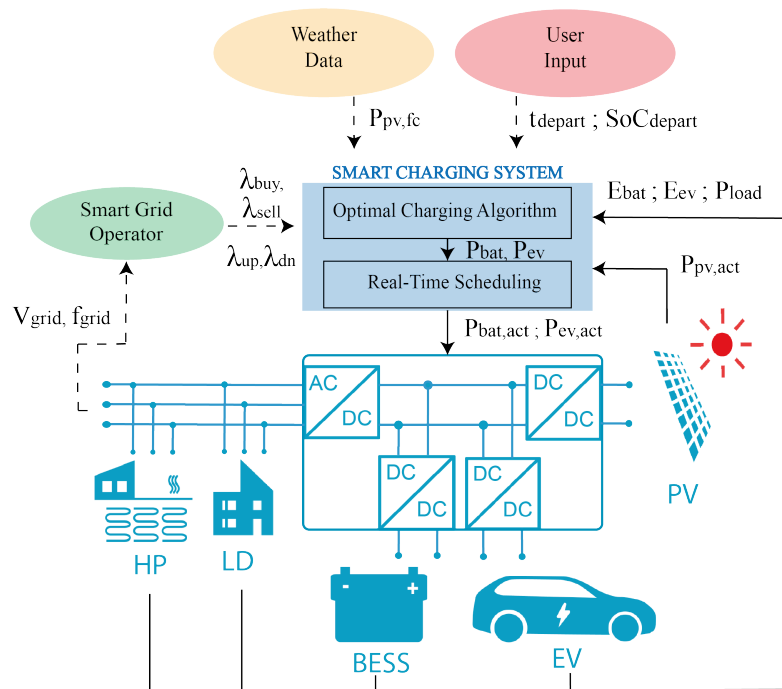 Weather
Data
User
Input
Ppv,fc
tdepart ; SoCdepart
SMART CHARGING SYSTEM
λbuy,
λsell
λup,λdn
Smart Grid
Operator
Optimal Charging Algorithm
Ebat ; Eev ; Pload
Pbat, Pev
Real-Time Scheduling
Ppv,act
Vgrid, fgrid
Pbat,act ; Pev,act
AC
DC
DC
DC
DC
DC
DC
DC
PV
HP
LD
BESS
- +
EV